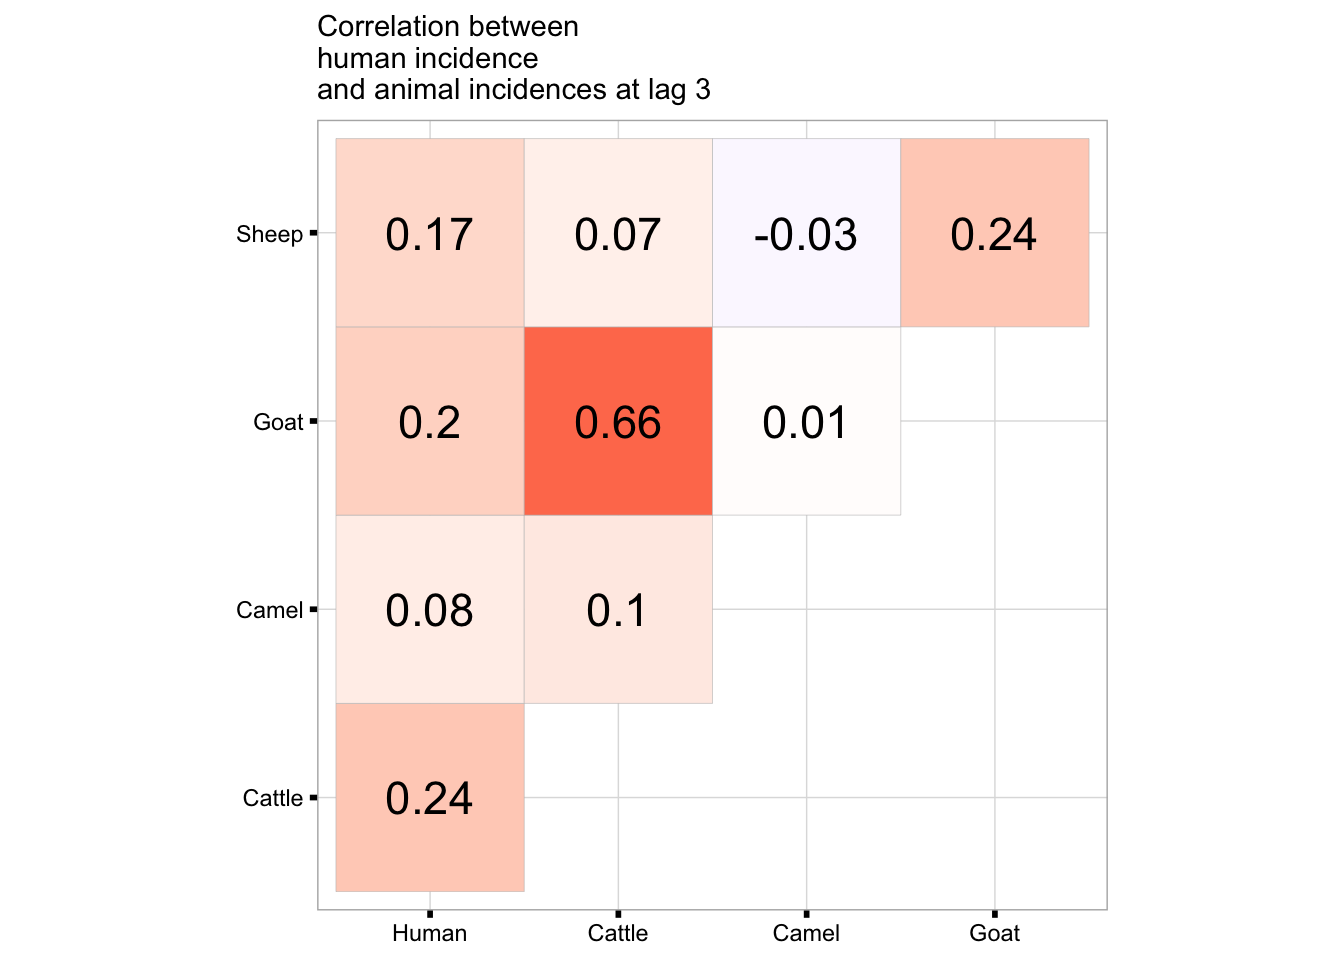 Correlation between
human incidence
and animal incidences at lag 3
Sheep 0.17 0.07 -0.03 0.24
Goat 0.2 0.66 0.01
Camel 0.08 0.1
Cattle 0.24
Human Cattle Camel Goat